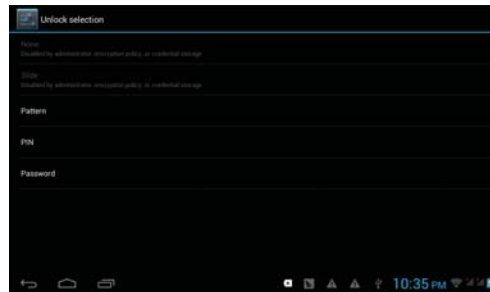 Unlock selection
None
Disabled by administrator, encryption policy, or credential storage
Slide
Disabled by administrator, encryption policy, or credential storage
Pattern
PIN
Password
10:35 PM